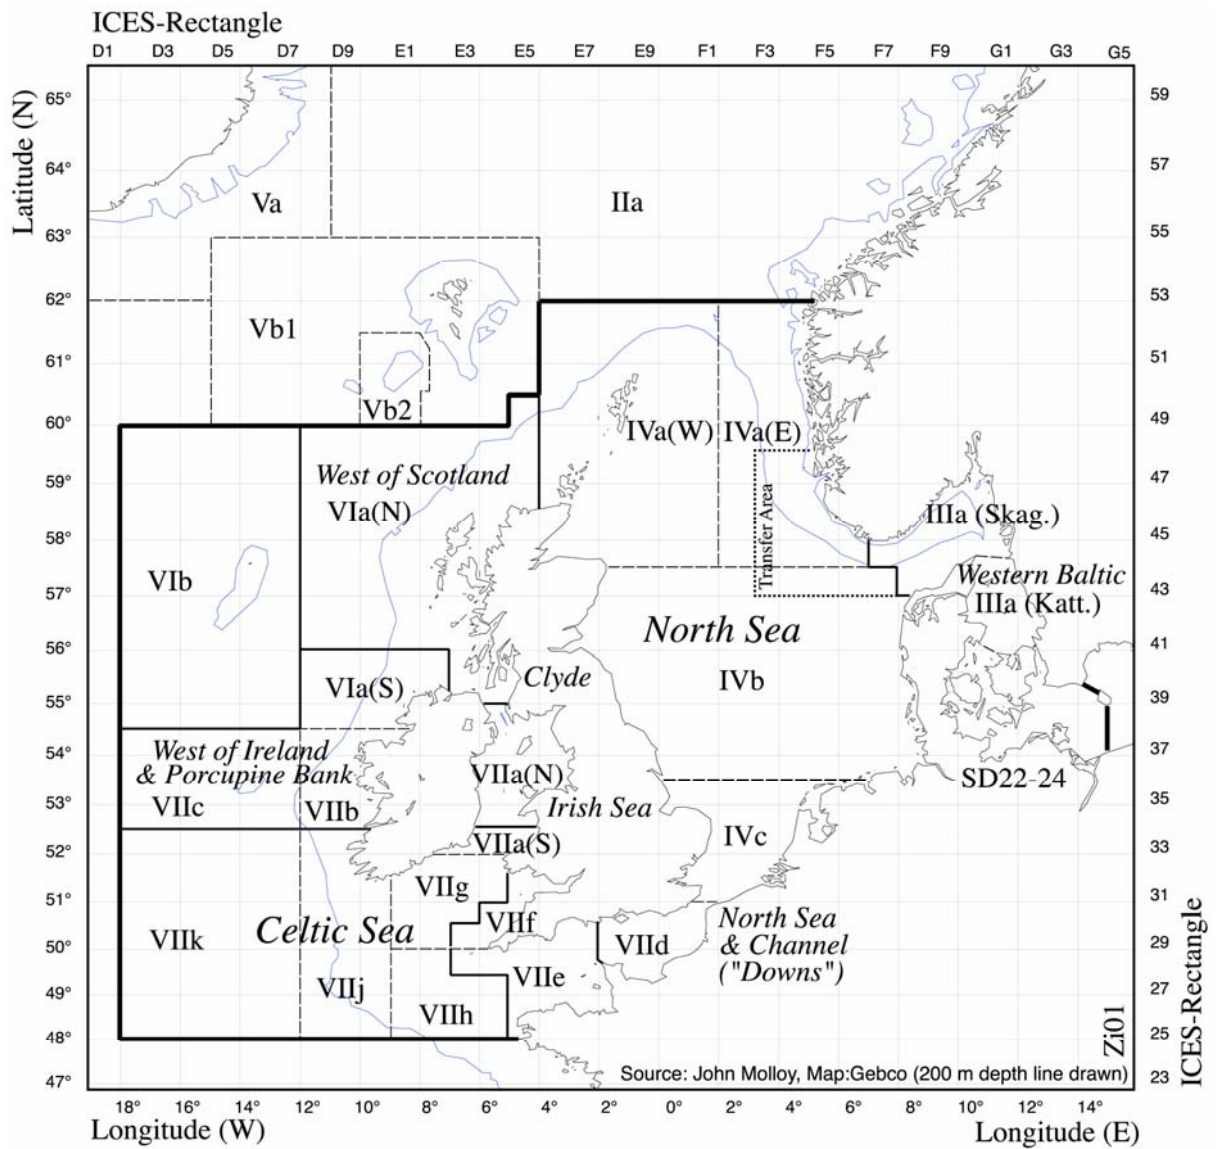 ICES-Rectangle
D1 D3 D5 D7 D9 E1 E3 E5 E7 E9 F1 F3 F5 F7 F9 G1 G3 G5
Latitude (N)
65°
59
64°
57
Va
IIa
63°
55
62°
53
Vb1
61°
51
Vb2
60°
49
IVa(W)
IVa(E)
West of Scotland
VIa(N)
59°
47
Transfer Area
IIIa (Skag.)
58°
45
VIb
Western Baltic
IIIa (Katt.)
57°
43
North Sea
56°
41
Clyde
VIa(S)
IVb
55°
39
West of Ireland
& Porcupine Bank
54°
37
VIIa(N)
SD22-24
VIIc
VIIb
Irish Sea
53°
35
VIIa(S)
IVc
52°
33
VIIg
51°
31
VIIk
Celtic Sea
VIIf
VIId
North Sea
& Channel
("Downs")
50°
29
VIIj
VIIe
49°
27
VIIh
48°
25
47°
23
ICES-Rectangle
Zi01
Source: John Molloy, Map:Gebco (200 m depth line drawn)
18° 16° 14° 12° 10° 8° 6° 4° 2° 0° 2° 4° 6° 8° 10° 12° 14°
Longitude (W)
Longitude (E)